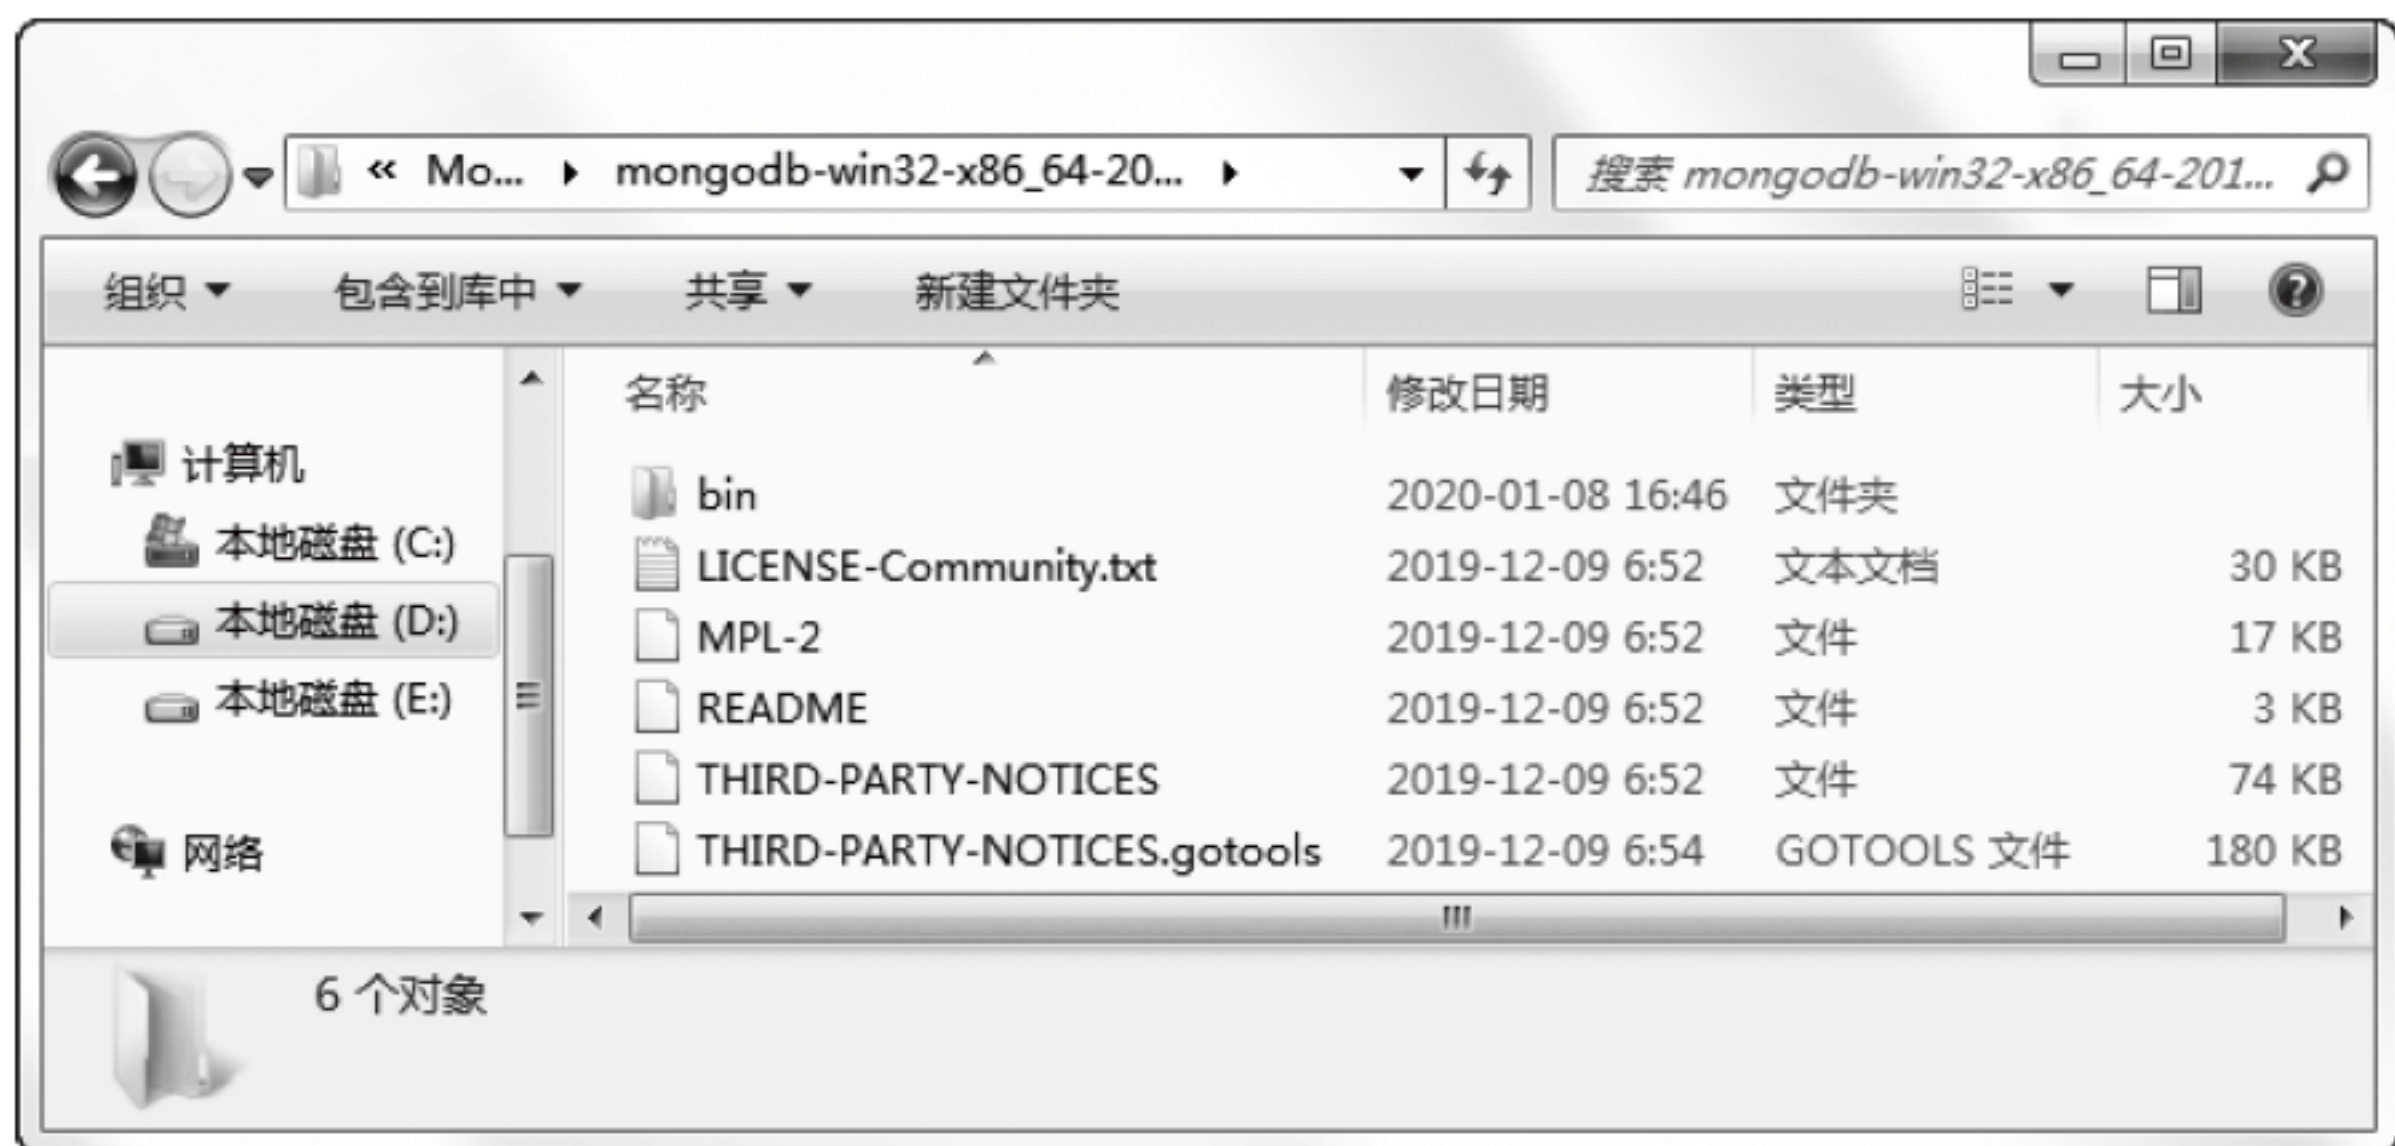 « Mo... mongodb-win32-x86_64-20... 搜索 mongodb-win32-x86_64-201...
组织 包含到库中 共享 新建文件夹
名称 修改日期 类型 大小
计算机
本地磁盘 (C:)
本地磁盘 (D:)
本地磁盘 (E:)
网络
bin 2020-01-08 16:46 文件夹
LICENSE-Community.txt 2019-12-09 6:52 文本文档 30 KB
MPL-2 2019-12-09 6:52 文件 17 KB
README 2019-12-09 6:52 文件 3 KB
THIRD-PARTY-NOTICES 2019-12-09 6:52 文件 74 KB
THIRD-PARTY-NOTICES.gotools 2019-12-09 6:54 GOTOOLS 文件 180 KB
6 个对象